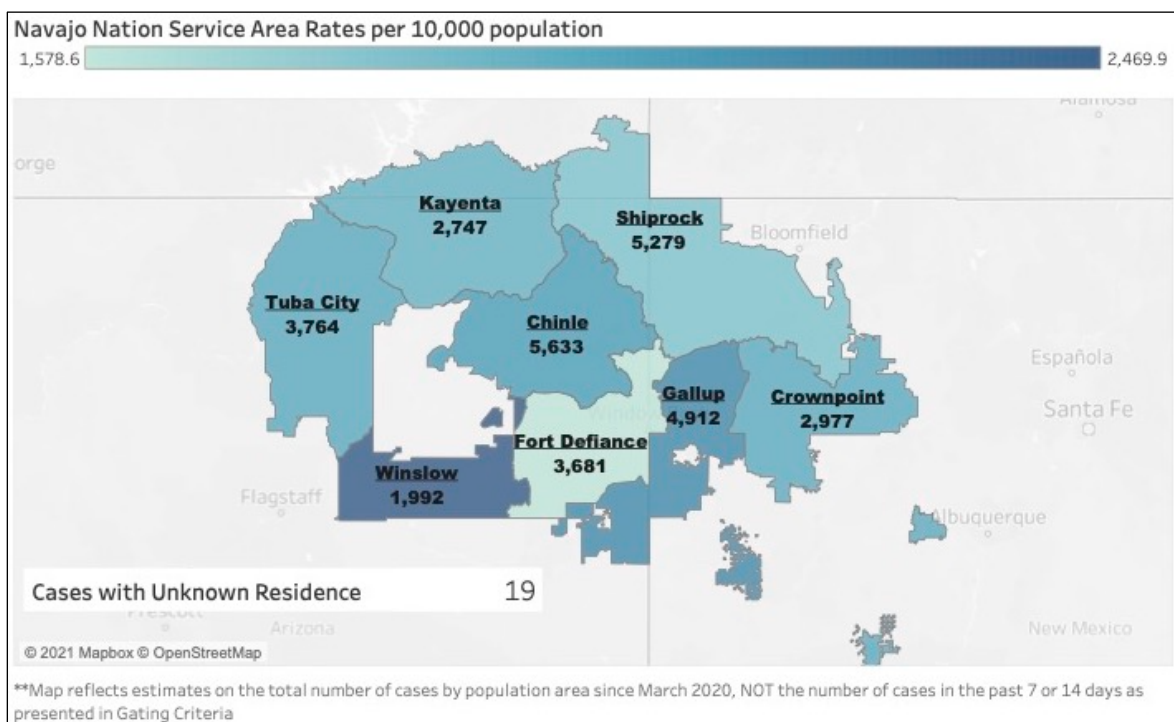 Navajo Nation Service Area Rates per 10,000 population
1,578.6
2,469.9
Alamosa
orge
Kayenta
2,747
Shiprock
5,279
Bloomfield
Tuba City
3,764
Chinle
5,633
Española
Gallup
4,912
Crownpoint
2,977
Santa Fe
Window
Fort Defiance
3,681
Winslow
1,992
Flagstaff
Albuquerque
Cases with Unknown Residence 19
Prescott
Arizona
New Mexico
© 2021 Mapbox © OpenStreetMap
**Map reflects estimates on the total number of cases by population area since March 2020, NOT the number of cases in the past 7 or 14 days as
presented in Gating Criteria